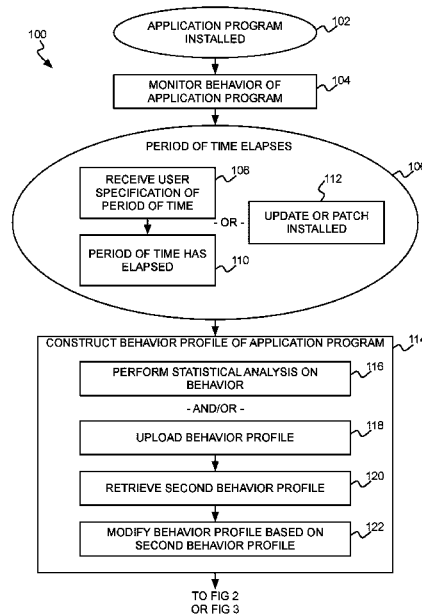 100
APPLICATION PROGRAM
INSTALLED
102
MONITOR BEHAVIOR OF
APPLICATION PROGRAM
104
PERIOD OF TIME ELAPSES
106
RECEIVE USER
SPECIFICATION OF
PERIOD OF TIME
108
- OR -
112
UPDATE OR PATCH
INSTALLED
PERIOD OF TIME HAS
ELAPSED
110
CONSTRUCT BEHAVIOR PROFILE OF APPLICATION PROGRAM
114
PERFORM STATISTICAL ANALYSIS ON
BEHAVIOR
116
- AND/OR -
UPLOAD BEHAVIOR PROFILE
118
RETRIEVE SECOND BEHAVIOR PROFILE
120
MODIFY BEHAVIOR PROFILE BASED ON
SECOND BEHAVIOR PROFILE
122
TO FIG 2
OR FIG 3